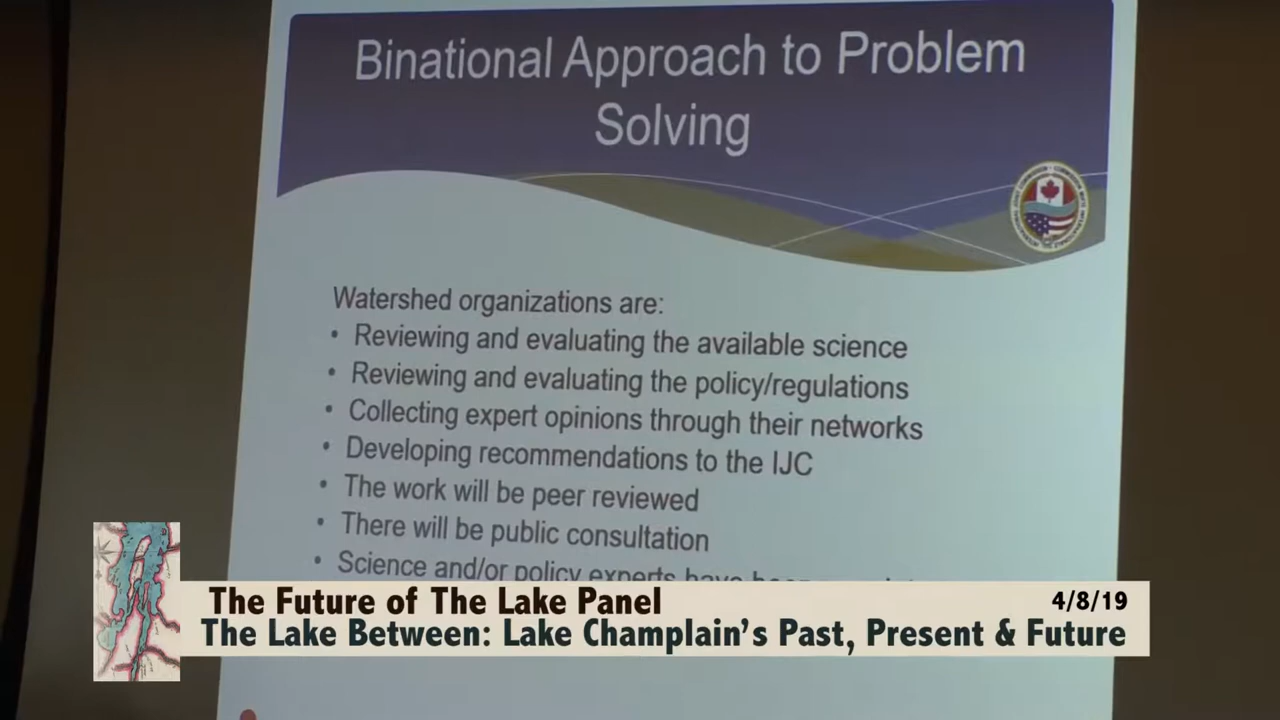 Binational Approach to Problem
Solving
Watershed organizations are:
• Reviewing and evaluating the available science
• Reviewing and evaluating the policy/regulations
• Collecting expert opinions through their networks
• Developing recommendations to the IJC
• The work will be peer reviewed
• There will be public consultation
• Science and/or policy experts have
The Future of The Lake Panel
4/8/19
The Lake Between: Lake Champlain's Past, Present & Future